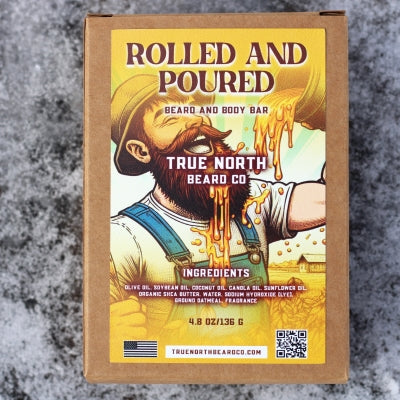 ROLLED AND
POURED
BEARD AND BODY BAR
TRUE NORTH
BEARD CO
INGREDIENTS
OLIVE OIL, SOYBEAN OIL, COCONUT OIL, CANOLA OIL, SUNFLOWER OIL,
ORGANIC SHEA BUTTER, WATER, SODIUM HYDROXIDE (LYE),
GROUND OATMEAL, FRAGRANCE
4.8 OZ/136 G
TRUENORTHBEARDCO.COM